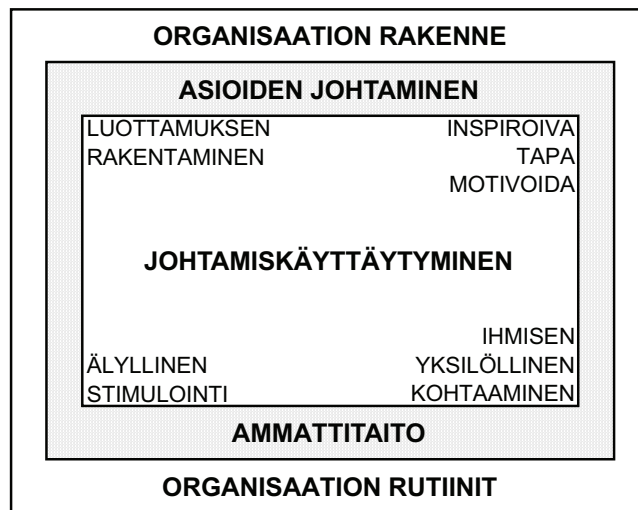 ORGANISAATION RAKENNE
ASIOIDEN JOHTAMINEN
LUOTTAMUKSEN
RAKENTAMINEN
INSPIROIVA
TAPA
MOTIVOIDA
JOHTAMISKÄYTTÄYTYMINEN
ÄLYLLINEN
STIMULOINTI
IHMISEN
YKSILÖLLINEN
KOHTAAMINEN
AMMATTITAITO
ORGANISAATION RUTIINIT